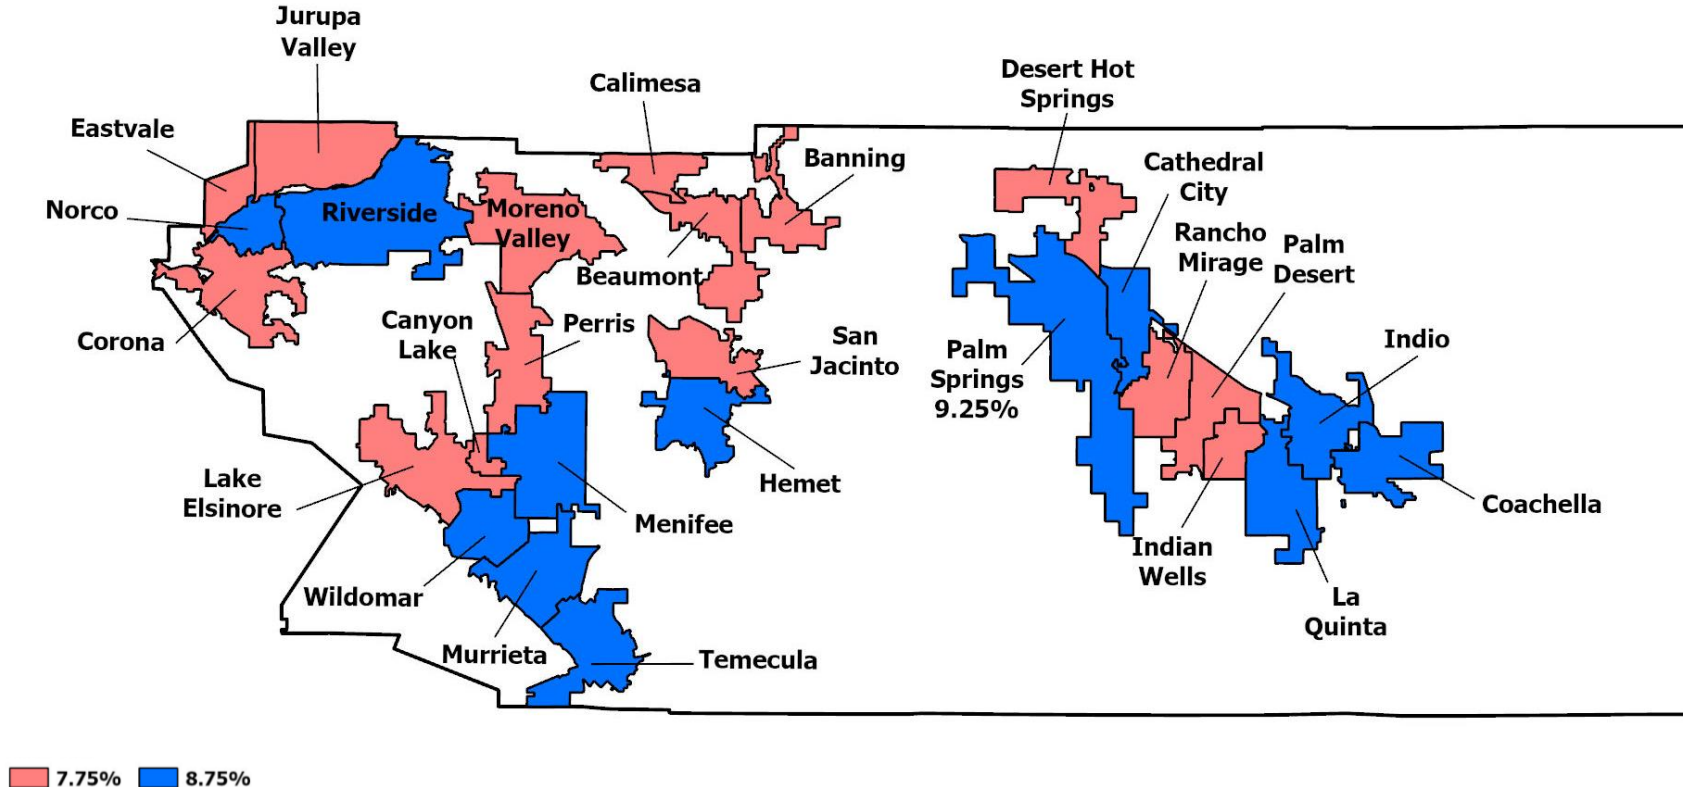 Jurupa
Valley
Desert Hot
Springs
Calimesa
Eastvale
Cathedral
City
Banning
Norco
Riverside
Moreno
Valley
Rancho
Mirage
Palm
Desert
Beaumont
Corona
Canyon
Lake
Perris
San
Jacinto
Palm
Springs
9.25%
Indio
Lake
Elsinore
Hemet
Menifee
Coachella
Indian
Wells
Wildomar
La
Quinta
Murrieta
Temecula
7.75%
8.75%